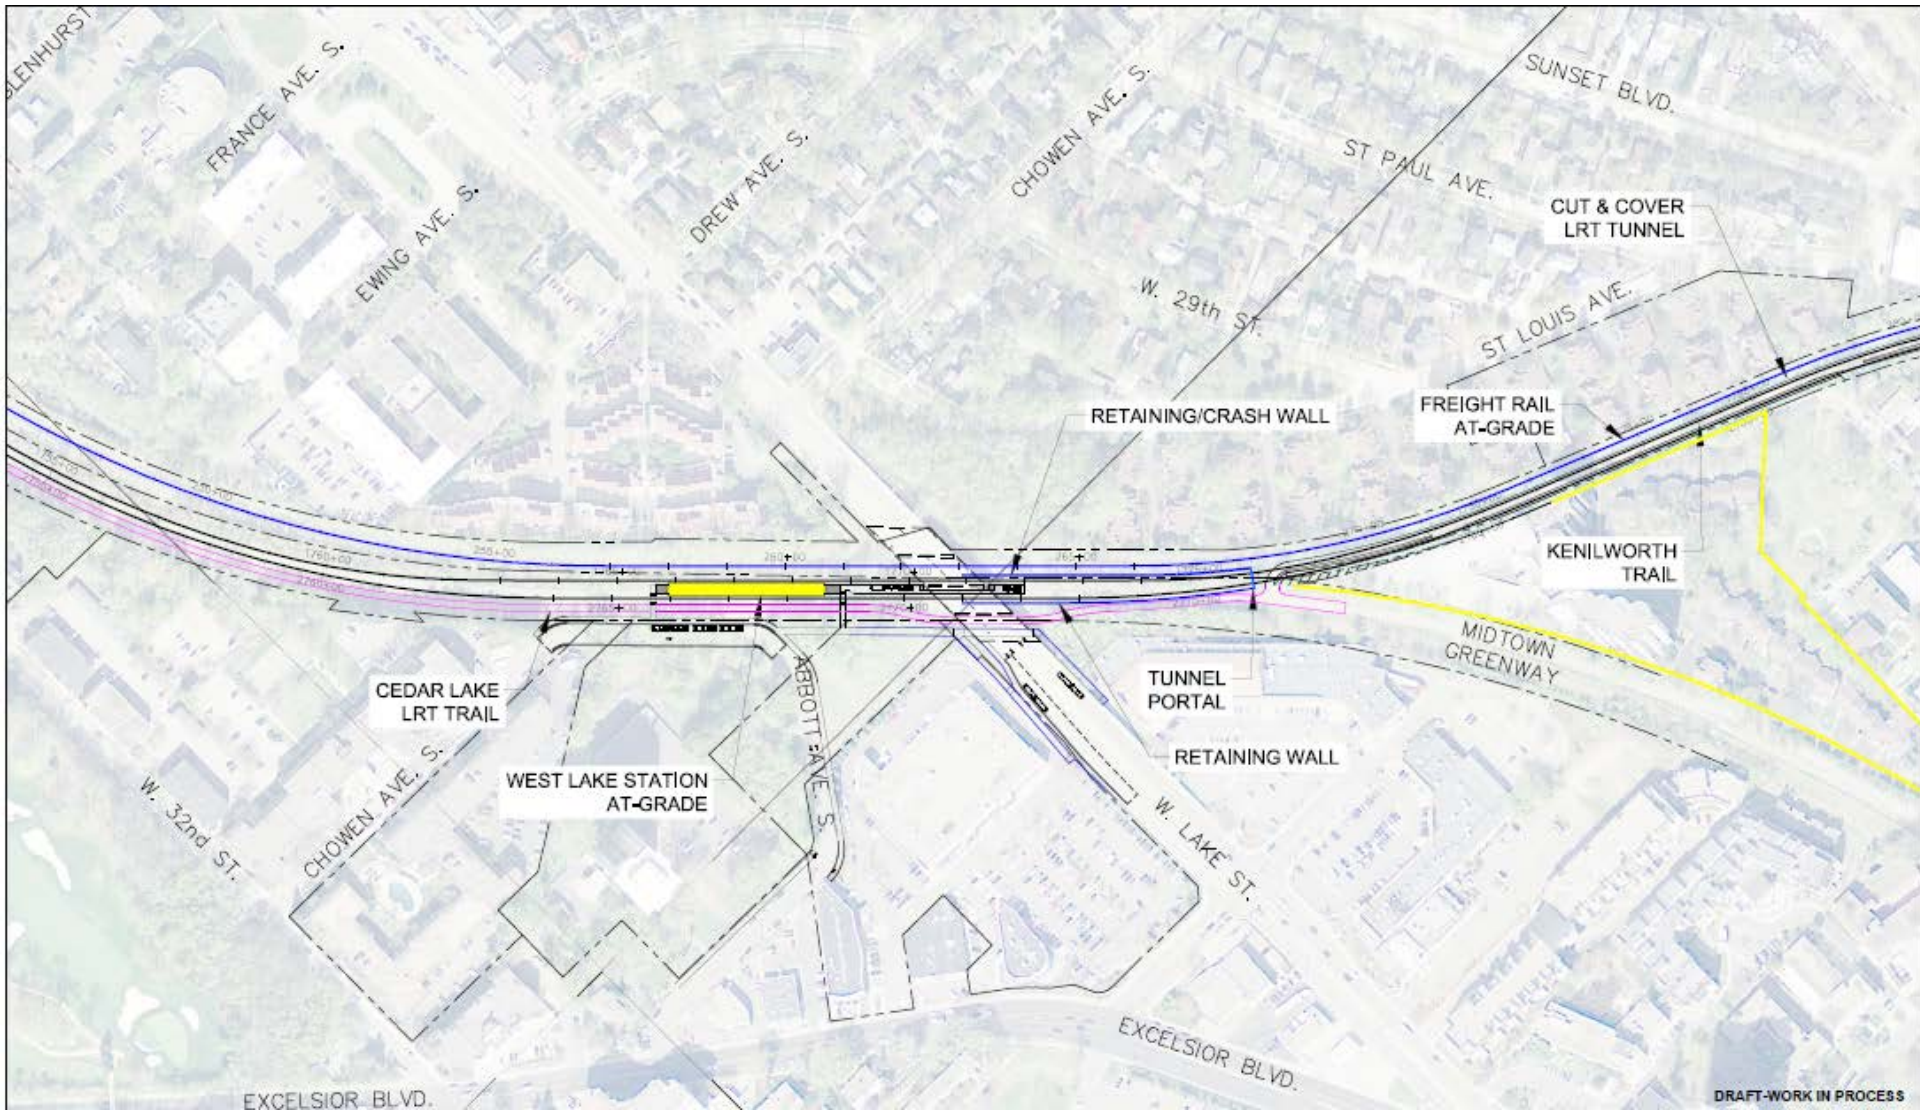 GLENHURST
FRANCE AVE. S.
EWING AVE. S.
DREW AVE. S.
CHOWEN AVE. S.
SUNSET BLVD.
ST PAUL AVE.
CUT & COVER
LRT TUNNEL
W. 29th ST.
ST LOUIS AVE.
RETAINING/CRASH WALL
FREIGHT RAIL
AT-GRADE
KENILWORTH
TRAIL
MIDTOWN
GREENWAY
TUNNEL
PORTAL
CEDAR LAKE
LRT TRAIL
RETAINING WALL
WEST LAKE STATION
AT-GRADE
ABBOTT AVE. S.
CHOWEN AVE. S.
W. 32nd ST.
W. LAKE ST.
EXCELSIOR BLVD.
EXCELSIOR BLVD.
DRAFT-WORK IN PROCESS